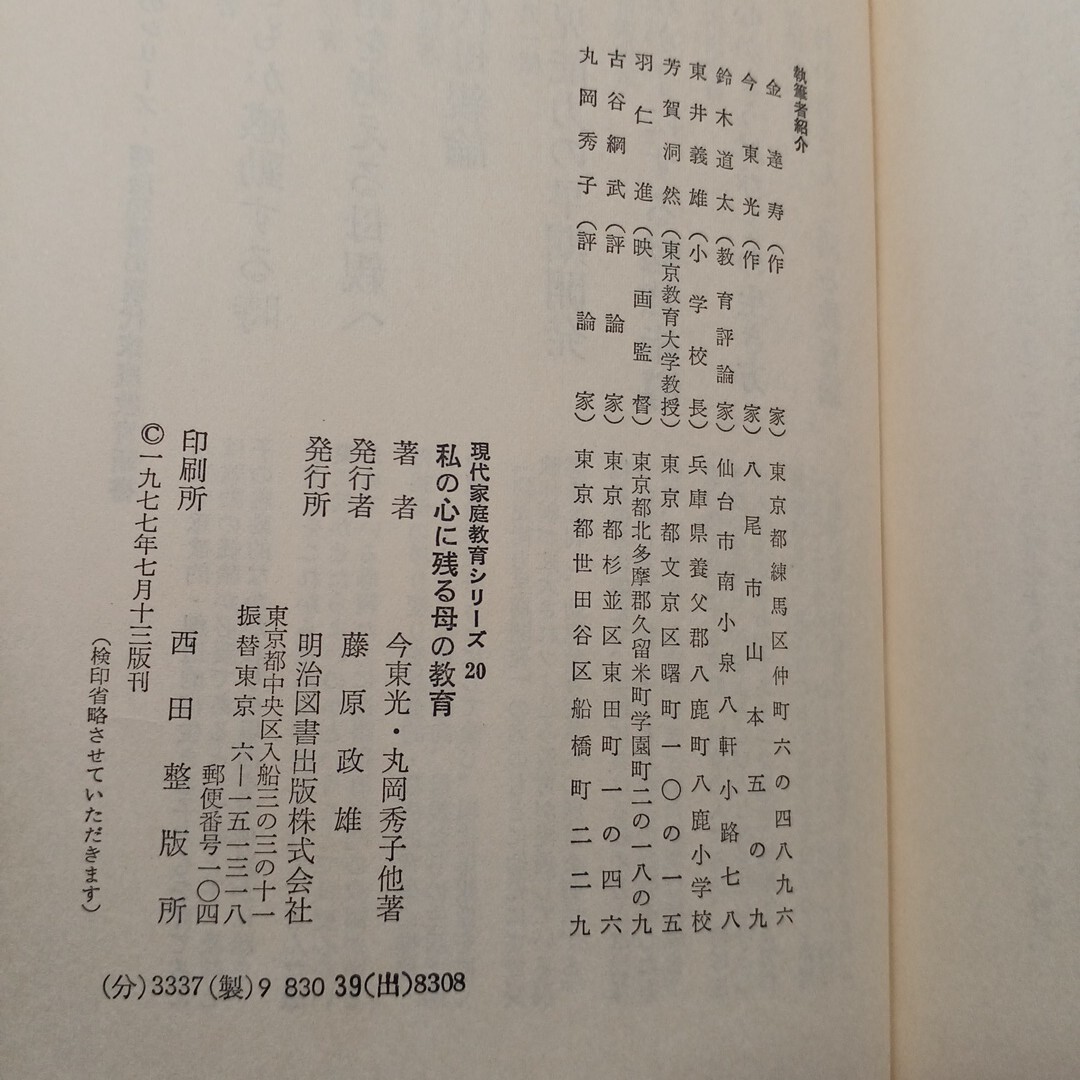 執筆者紹介
金達寿（作家）東京都練馬区仲町六の四八九六
今東光（作家）八尾市山本五の九
鈴木道太（教育評論家）仙台市南小泉八軒小路七八
東井義雄（小学校長）兵庫県養父郡八鹿町八鹿小学校
芳賀洞然（東京教育大学教授）東京都文京区曙町一〇の一五
羽仁進（映画監督）東京都北多摩郡久留米町学園町二の一八の九
古谷綱武（評論家）東京都杉並区東田町一の四六
丸岡秀子（評論家）東京都世田谷区船橋町二二九
現代家庭教育シリーズ 20
私の心に残る母の教育
著者 今東光・丸岡秀子他著
発行者 藤原政雄
発行所 明治図書出版株式会社
東京都中央区入船三の三の十一
振替東京 六―一五一三一八
郵便番号一〇四
印刷所 西田整版所
©一九七七年七月十三版刊
（検印省略させていただきます）
(分)3337(製)9 830 39(出)8308